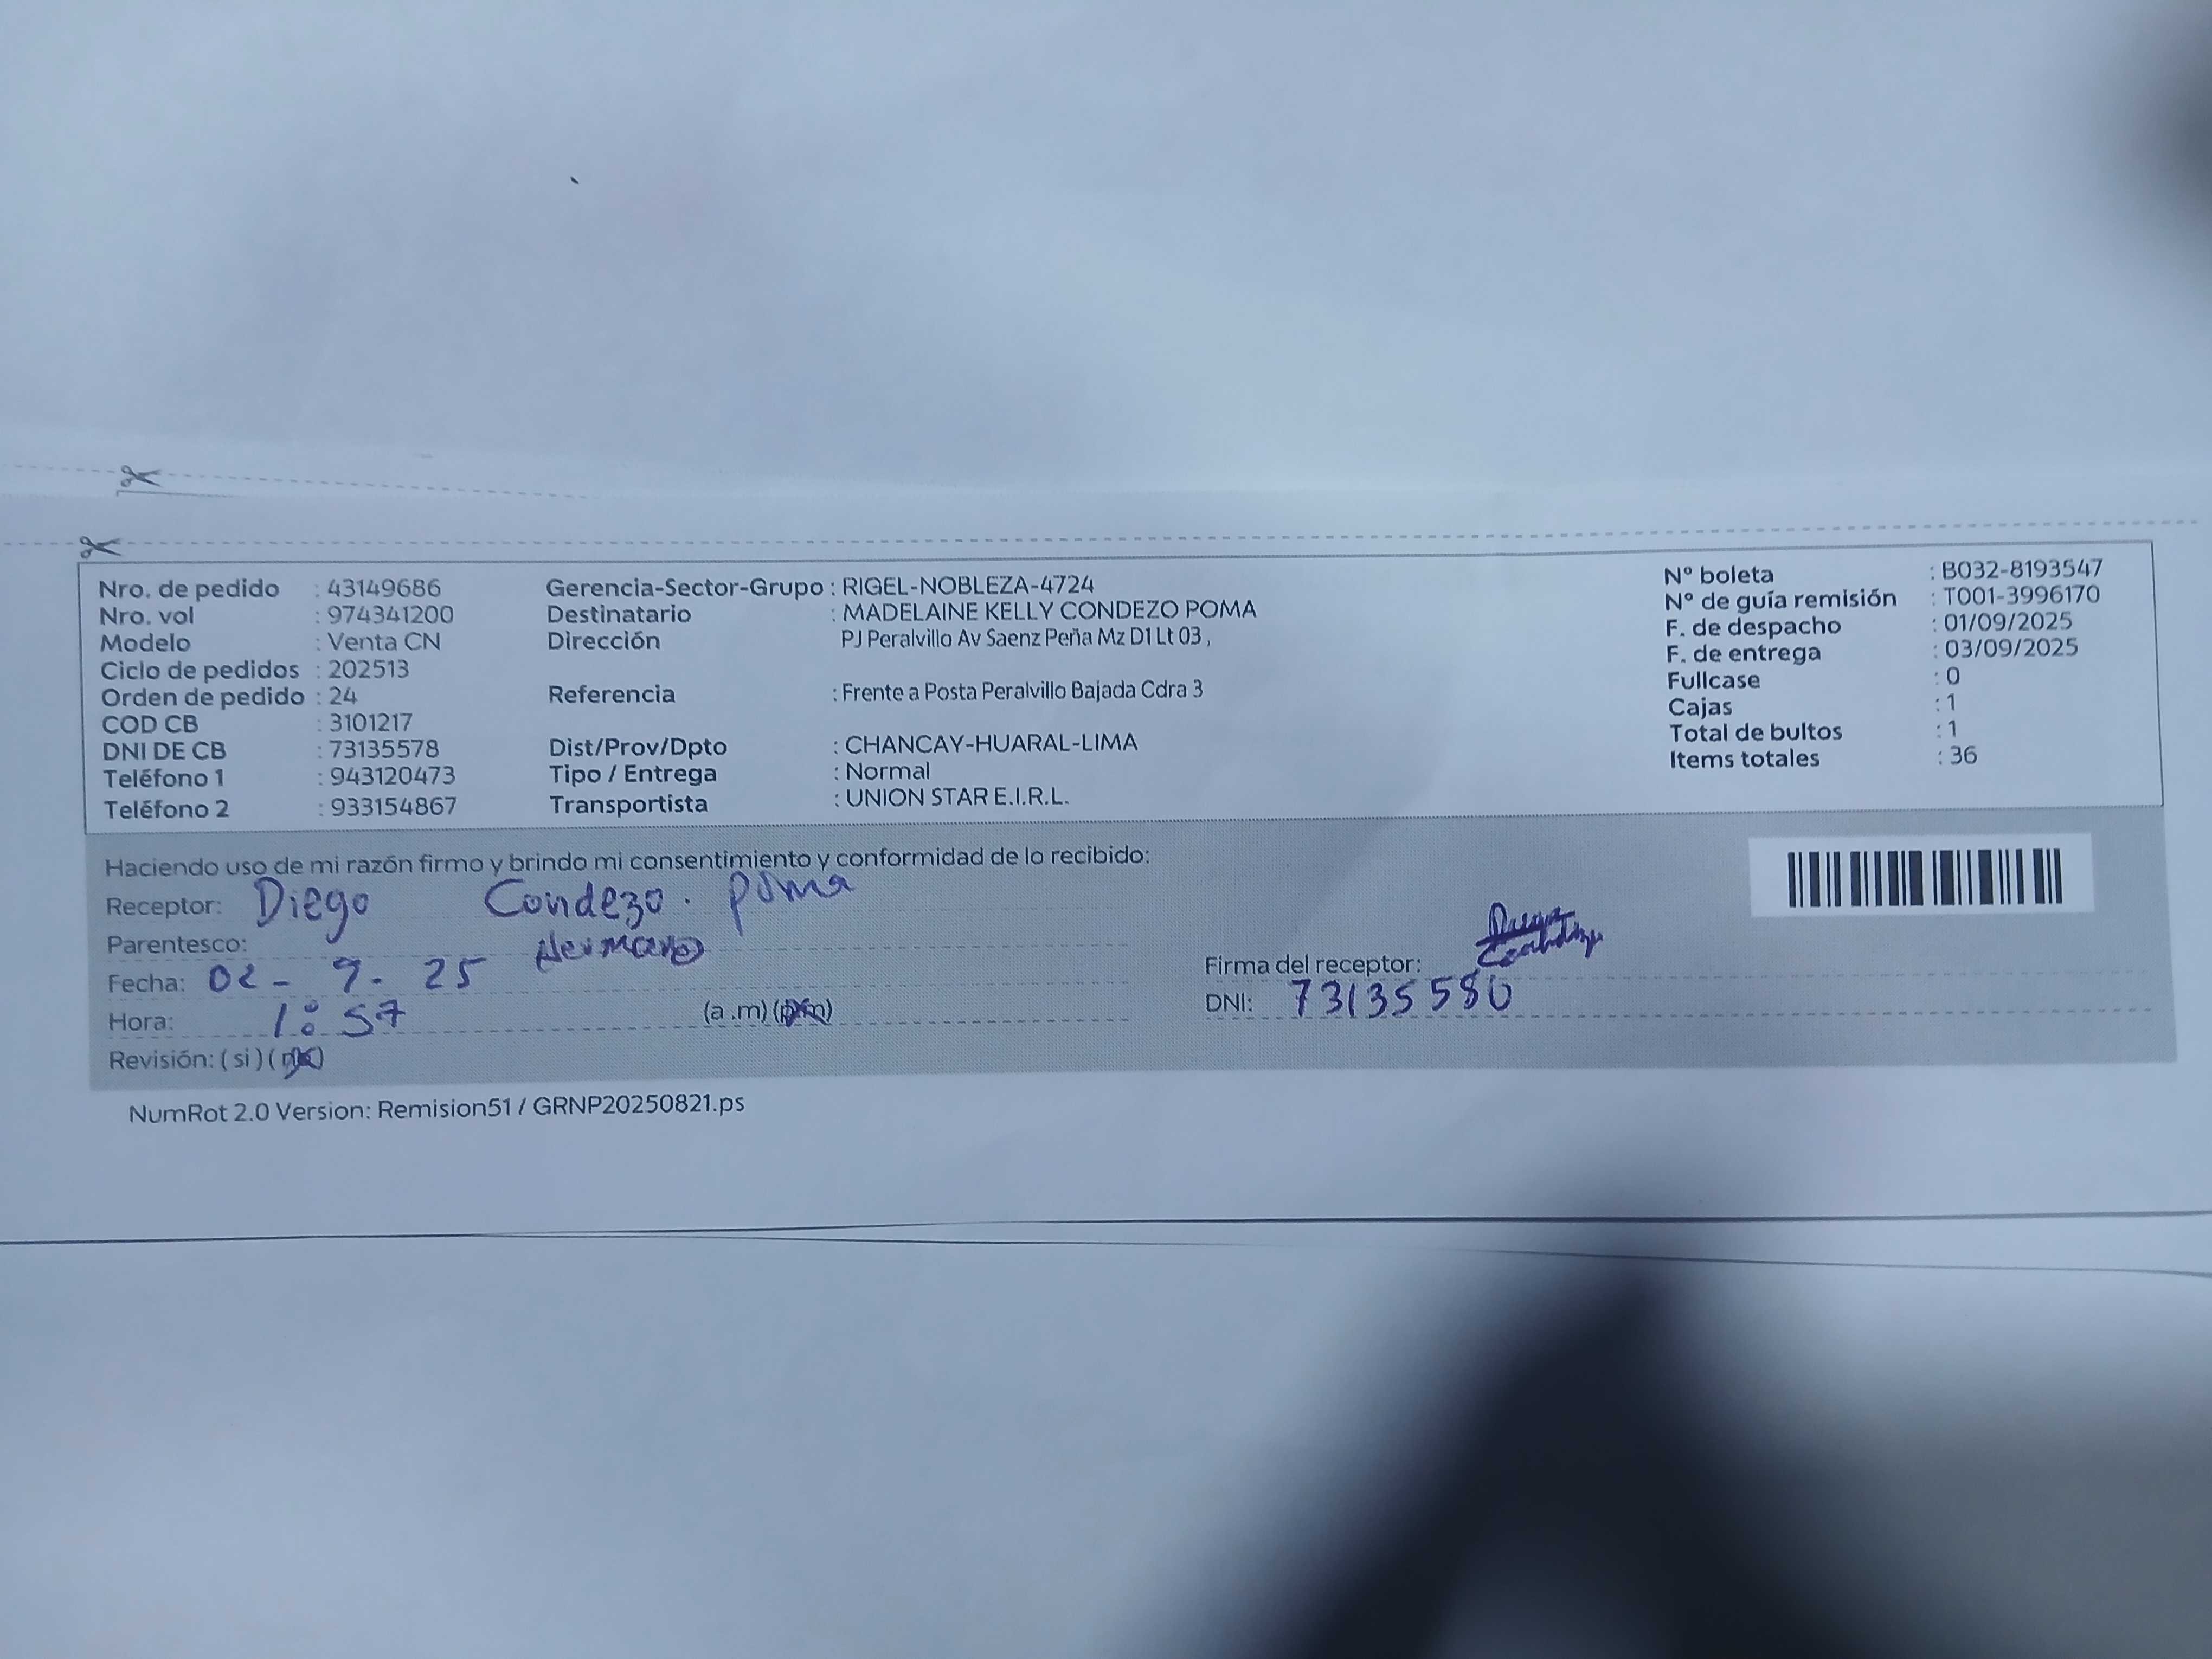 Nro. de pedido : 43149686
Nro. vol : 974341200
Modelo : Venta CN
Ciclo de pedidos : 202513
Orden de pedido : 24
COD CB : 3101217
DNI DE CB : 73135578
Teléfono 1 : 943120473
Teléfono 2 : 933154867
Gerencia-Sector-Grupo : RIGEL-NOBLEZA-4724
Destinatario : MADELAINE KELLY CONDEZO POMA
Dirección PJ Peralvillo Av Saenz Peña Mz D1 Lt 03 ,
Referencia : Frente a Posta Peralvillo Bajada Cdra 3
Dist/Prov/Dpto : CHANCAY-HUARAL-LIMA
Tipo / Entrega : Normal
Transportista : UNION STAR E.I.R.L.
N° boleta : B032-8193547
N° de guía remisión : T001-3996170
F. de despacho : 01/09/2025
F. de entrega : 03/09/2025
Fullcase : 0
Cajas : 1
Total de bultos : 1
Items totales : 36
Haciendo uso de mi razón firmo y brindo mi consentimiento y conformidad de lo recibido:
Receptor: Diego Condezo. Poma
Parentesco: Hermano
Fecha: 02 - 9. 25
Hora: 1:57 (a .m) (p.m)
Revisión: ( si ) ( no )
Firma del receptor:
DNI: 73135580
NumRot 2.0 Version: Remision51 / GRNP20250821.ps